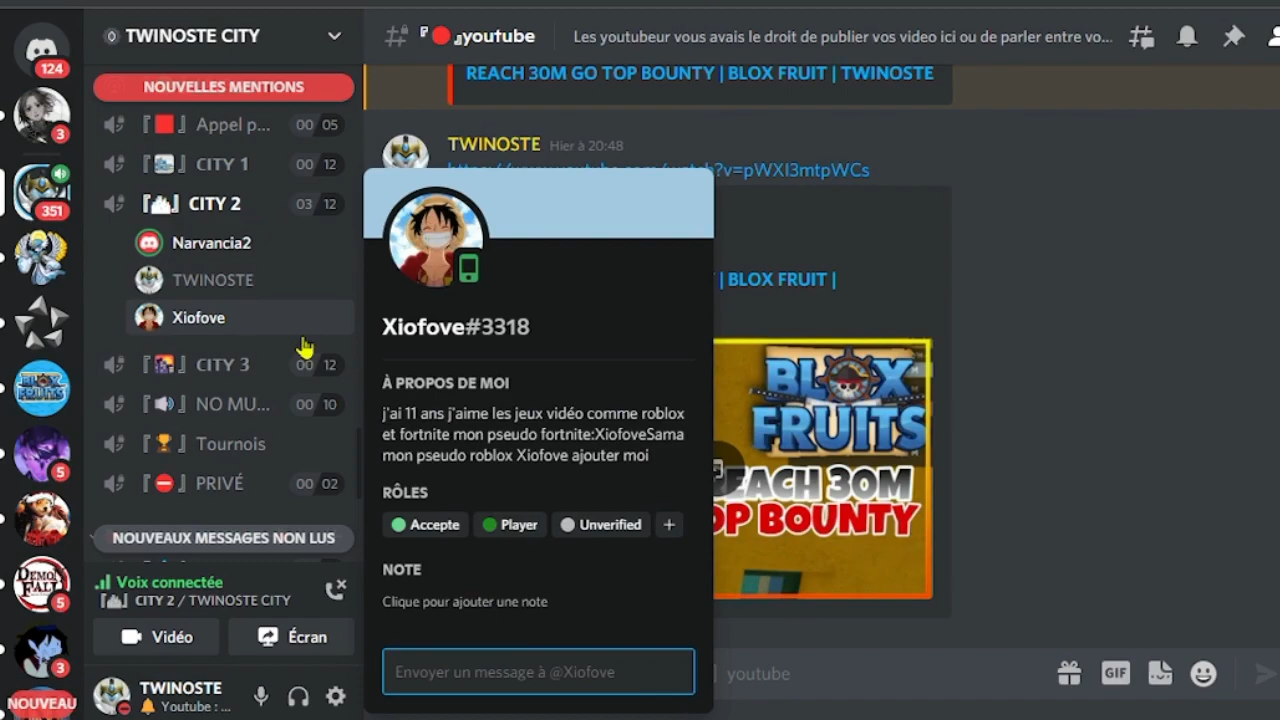 124
3
351
5
5
3
NOUVEAU
BLOX FRUITS
DEMON FALL
TWINOSTE CITY
NOUVELLES MENTIONS
『🟥』 Appel p... 00 05
『』 CITY 1 00 12
『』 CITY 2 03 12
Narvancia2
TWINOSTE
Xiofove
『』 CITY 3 00 12
『🔊』 NO MU... 00 10
『🏆』 Tournois
『⛔』 PRIVÉ 00 02
NOUVEAUX MESSAGES NON LUS
Voix connectée
『』 CITY 2 / TWINOSTE CITY
Vidéo
Écran
TWINOSTE
🔔 Youtube : ...
『🔴』youtube
Les youtubeur vous avais le droit de publier vos video ici ou de parler entre vo...
REACH 30M GO TOP BOUNTY | BLOX FRUIT | TWINOSTE
TWINOSTE Hier à 20:48
https://www.youtube.com/watch?v=pWXI3mtpWCs
| BLOX FRUIT |
BLOX
FRUITS
EACH 30M
OP BOUNTY
Xiofove#3318
À PROPOS DE MOI
j'ai 11 ans j'aime les jeux vidéo comme roblox
et fortnite mon pseudo fortnite:XiofoveSama
mon pseudo roblox Xiofove ajouter moi
RÔLES
Accepte Player Unverified +
NOTE
Clique pour ajouter une note
Envoyer un message à @Xiofove
youtube
GIF